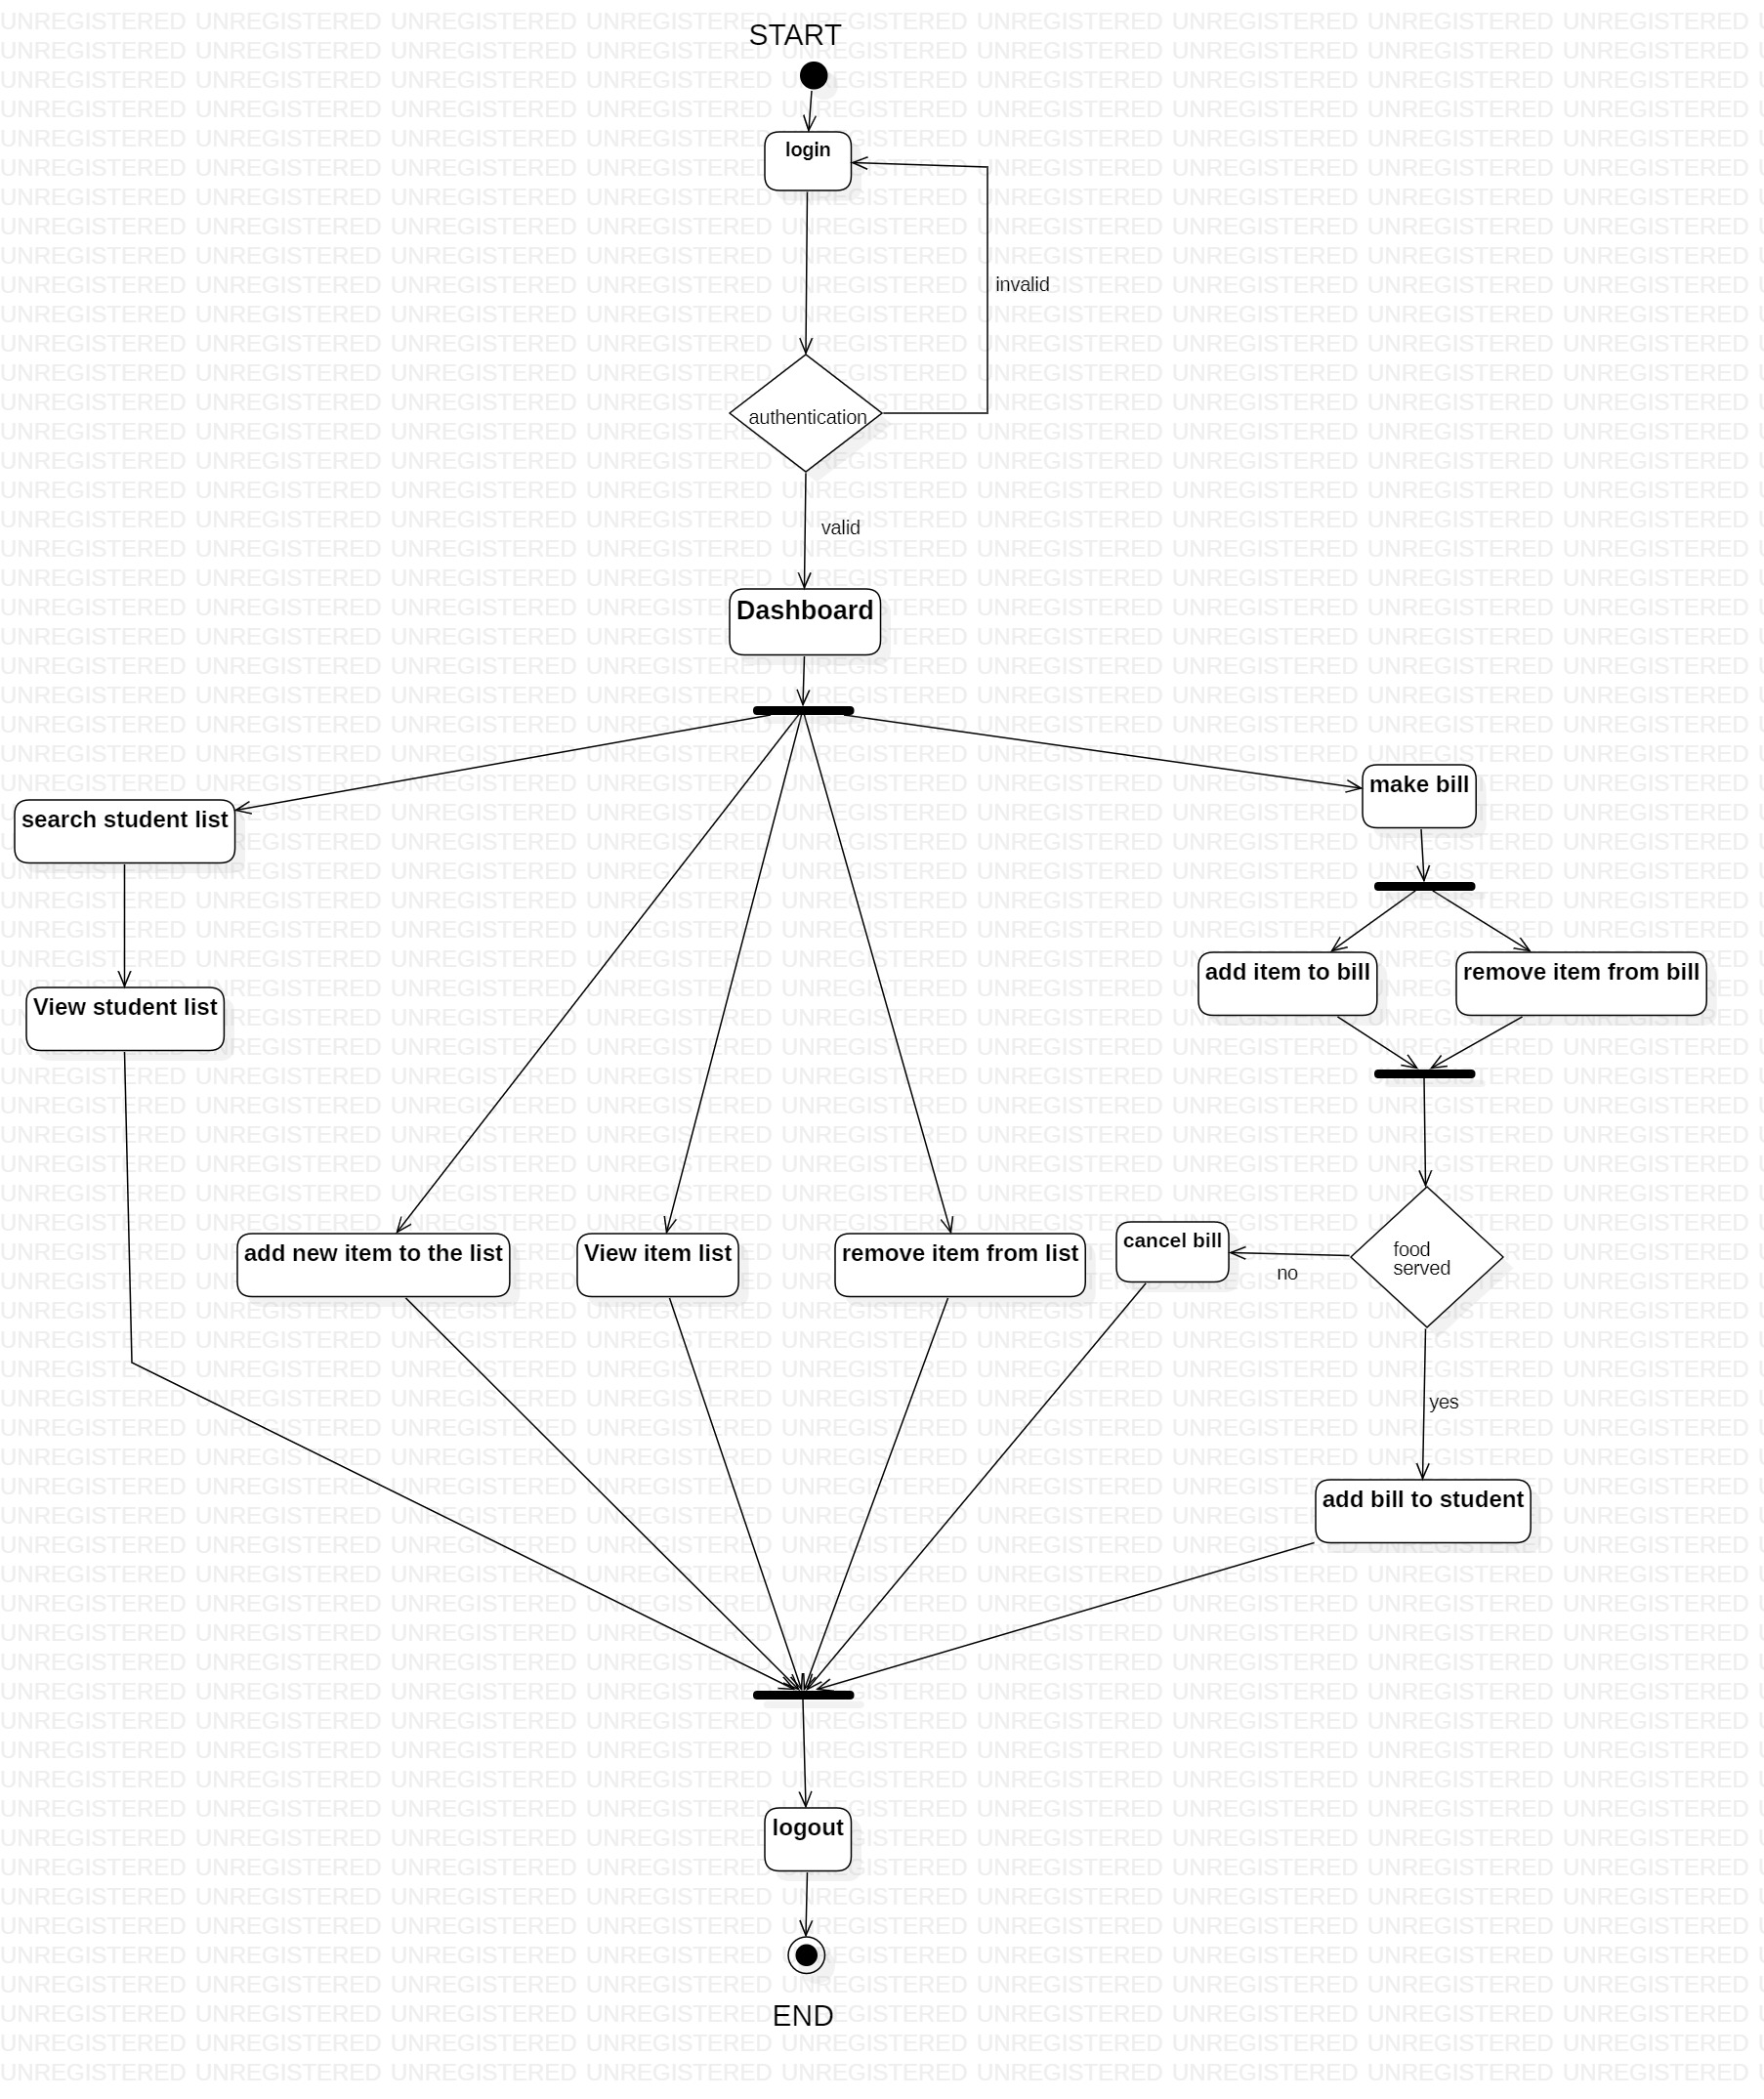 START
login
invalid
authentication
valid
Dashboard
make bill
search student list
add item to bill
remove item from bill
View student list
cancel bill
add new item to the list
View item list
remove item from list
food
served
no
yes
add bill to student
logout
END
UNREGISTERED